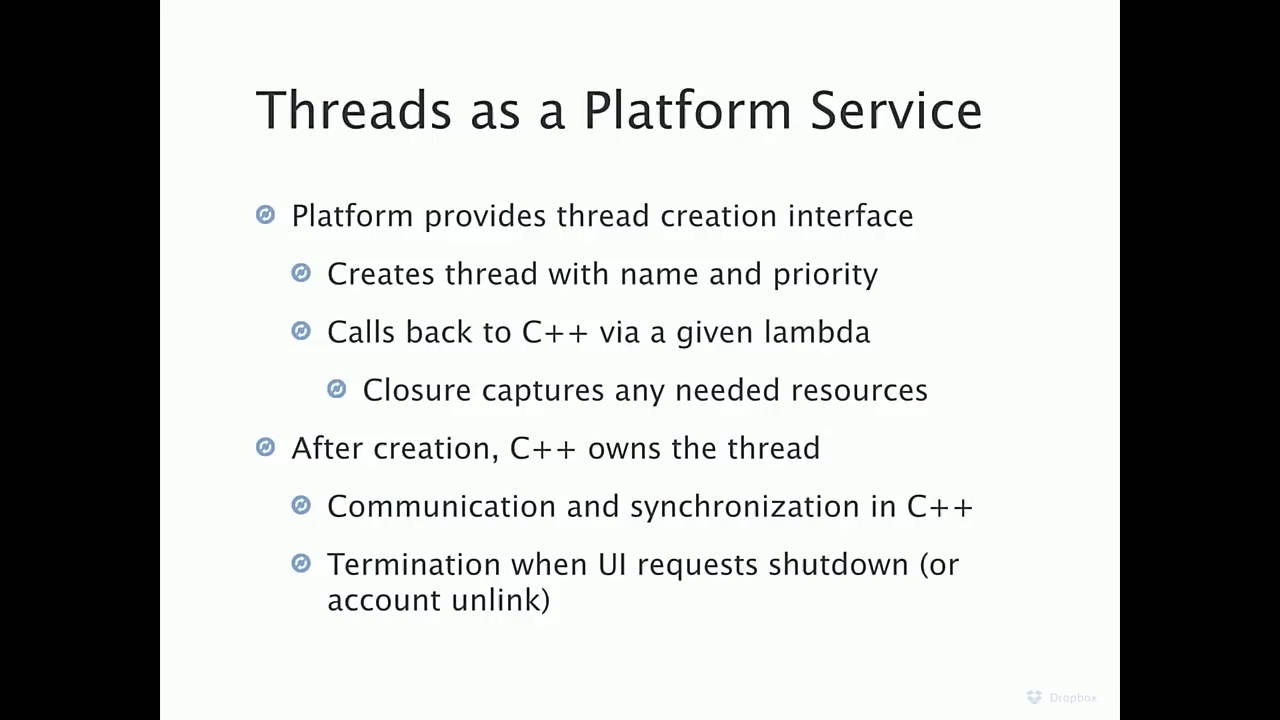 Threads as a Platform Service
Platform provides thread creation interface
Creates thread with name and priority
Calls back to C++ via a given lambda
Closure captures any needed resources
After creation, C++ owns the thread
Communication and synchronization in C++
Termination when UI requests shutdown (or
account unlink)
Dropbox